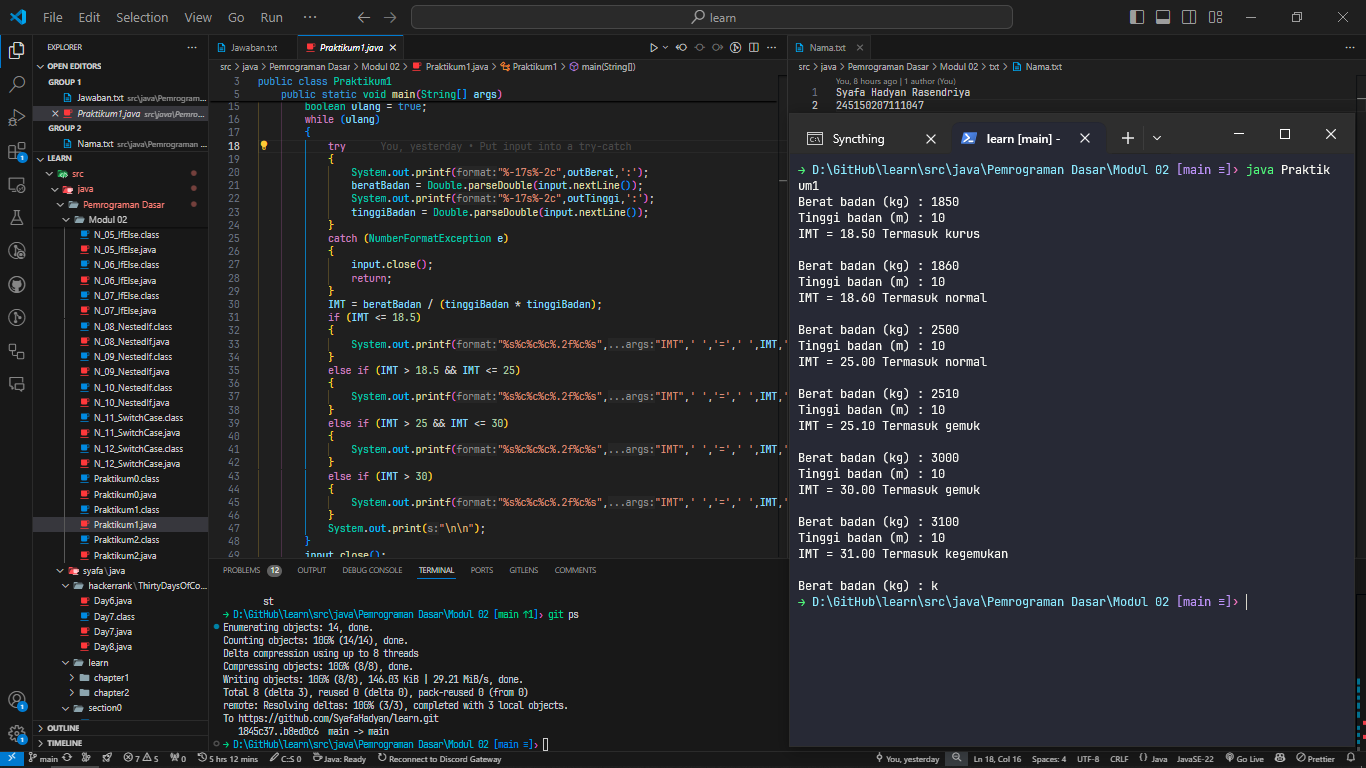 File Edit Selection View Go Run ··· learn
EXPLORER ···
OPEN EDITORS
GROUP 1
Jawaban.txt src\java\Pemrogram...
Praktikum1.java src\java\Pemro...
GROUP 2
Nama.txt src\java\Pemrograman ...
LEARN
src
java
Pemrograman Dasar
Modul 02
N_05_IfElse.class
N_05_IfElse.java
N_06_IfElse.class
N_06_IfElse.java
N_07_IfElse.class
N_07_IfElse.java
N_08_NestedIf.class
N_08_NestedIf.java
N_09_NestedIf.class
N_09_NestedIf.java
N_10_NestedIf.class
N_10_NestedIf.java
N_11_SwitchCase.class
N_11_SwitchCase.java
N_12_SwitchCase.class
N_12_SwitchCase.java
Praktikum0.class
Praktikum0.java
Praktikum1.class
Praktikum1.java
Praktikum2.class
Praktikum2.java
syafa\java
hackerrank\ThirtyDaysOfCo...
Day6.java
Day7.class
Day7.java
Day8.java
learn
chapter1
chapter2
section0
OUTLINE
TIMELINE
Jawaban.txt Praktikum1.java
src > java > Pemrograman Dasar > Modul 02 > Praktikum1.java > Praktikum1 > main(String[])
3 public class Praktikum1
5 public static void main(String[] args)
15 boolean ulang = true;
16 while (ulang)
17 {
18 try You, yesterday • Put input into a try-catch
19 {
20 System.out.printf(format:"%-17s%-2c",outBerat,':');
21 beratBadan = Double.parseDouble(input.nextLine());
22 System.out.printf(format:"%-17s%-2c",outTinggi,':');
23 tinggiBadan = Double.parseDouble(input.nextLine());
24 }
25 catch (NumberFormatException e)
26 {
27 input.close();
28 return;
29 }
30 IMT = beratBadan / (tinggiBadan * tinggiBadan);
31 if (IMT <= 18.5)
32 {
33 System.out.printf(format:"%s%c%c%c%.2f%c%s",...args:"IMT",' ','=',' ',IMT,'
34 }
35 else if (IMT > 18.5 && IMT <= 25)
36 {
37 System.out.printf(format:"%s%c%c%c%.2f%c%s",...args:"IMT",' ','=',' ',IMT,'
38 }
39 else if (IMT > 25 && IMT <= 30)
40 {
41 System.out.printf(format:"%s%c%c%c%.2f%c%s",...args:"IMT",' ','=',' ',IMT,'
42 }
43 else if (IMT > 30)
44 {
45 System.out.printf(format:"%s%c%c%c%.2f%c%s",...args:"IMT",' ','=',' ',IMT,'
46 }
47 System.out.print(s:"\n\n");
48 }
49 input.close();
PROBLEMS 12 OUTPUT DEBUG CONSOLE TERMINAL PORTS GITLENS COMMENTS
st
→ D:\GitHub\learn\src\java\Pemrograman Dasar\Modul 02 [main ↑1]› git ps
Enumerating objects: 14, done.
Counting objects: 100% (14/14), done.
Delta compression using up to 8 threads
Compressing objects: 100% (8/8), done.
Writing objects: 100% (8/8), 146.03 KiB | 29.21 MiB/s, done.
Total 8 (delta 3), reused 0 (delta 0), pack-reused 0 (from 0)
remote: Resolving deltas: 100% (3/3), completed with 3 local objects.
To https://github.com/SyafaHadyan/learn.git
1845c37..b0ed0c6 main -> main
→ D:\GitHub\learn\src\java\Pemrograman Dasar\Modul 02 [main ≡]›
Nama.txt
src > java > Pemrograman Dasar > Modul 02 > txt > Nama.txt
You, 8 hours ago | 1 author (You)
1 Syafa Hadyan Rasendriya
2 245150207111047
Syncthing learn [main] -
→ D:\GitHub\learn\src\java\Pemrograman Dasar\Modul 02 [main ≡]› java Praktik
um1
Berat badan (kg) : 1850
Tinggi badan (m) : 10
IMT = 18.50 Termasuk kurus
Berat badan (kg) : 1860
Tinggi badan (m) : 10
IMT = 18.60 Termasuk normal
Berat badan (kg) : 2500
Tinggi badan (m) : 10
IMT = 25.00 Termasuk normal
Berat badan (kg) : 2510
Tinggi badan (m) : 10
IMT = 25.10 Termasuk gemuk
Berat badan (kg) : 3000
Tinggi badan (m) : 10
IMT = 30.00 Termasuk gemuk
Berat badan (kg) : 3100
Tinggi badan (m) : 10
IMT = 31.00 Termasuk kegemukan
Berat badan (kg) : k
→ D:\GitHub\learn\src\java\Pemrograman Dasar\Modul 02 [main ≡]›
main 7 5 0 5 hrs 12 mins C:S 0 Java: Ready Reconnect to Discord Gateway You, yesterday Ln 18, Col 16 Spaces: 4 UTF-8 CRLF {} Java JavaSE-22 Go Live Prettier